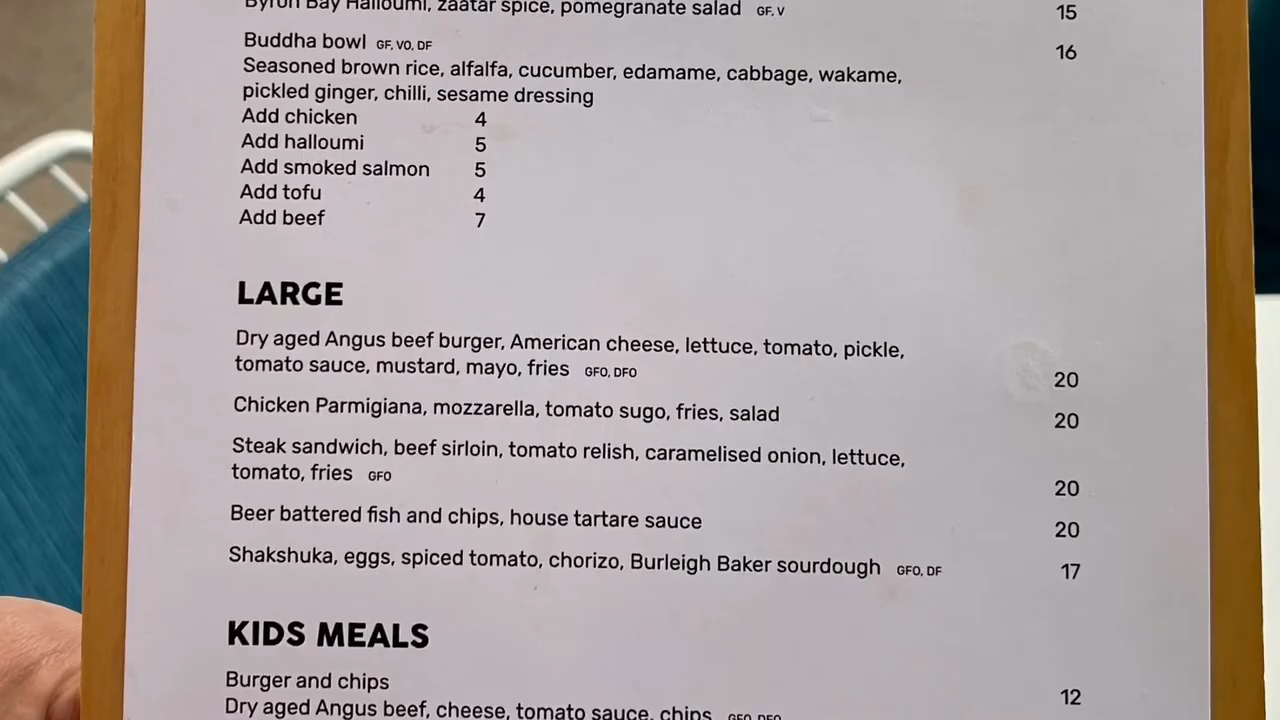 Byron Bay Halloumi, zaatar spice, pomegranate salad GF, V 15
Buddha bowl GF, VO, DF 16
Seasoned brown rice, alfalfa, cucumber, edamame, cabbage, wakame,
pickled ginger, chilli, sesame dressing
Add chicken 4
Add halloumi 5
Add smoked salmon 5
Add tofu 4
Add beef 7
LARGE
Dry aged Angus beef burger, American cheese, lettuce, tomato, pickle,
tomato sauce, mustard, mayo, fries GFO, DFO 20
Chicken Parmigiana, mozzarella, tomato sugo, fries, salad 20
Steak sandwich, beef sirloin, tomato relish, caramelised onion, lettuce,
tomato, fries GFO 20
Beer battered fish and chips, house tartare sauce 20
Shakshuka, eggs, spiced tomato, chorizo, Burleigh Baker sourdough GFO, DF 17
KIDS MEALS
Burger and chips 12
Dry aged Angus beef, cheese, tomato sauce, chips GFO, DFO